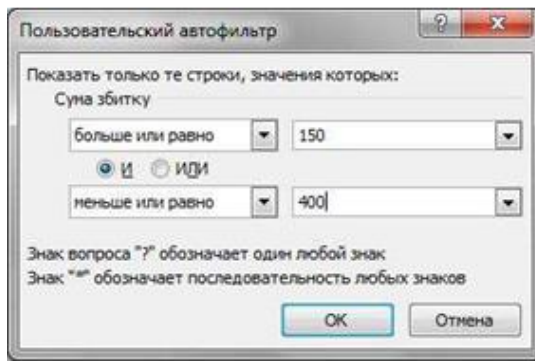 Пользовательский автофильтр
Показать только те строки, значения которых:
Сума збитку
больше или равно 150
И ИЛИ
меньше или равно 400
Знак вопроса "?" обозначает один любой знак
Знак "*" обозначает последовательность любых знаков
ОК Отмена